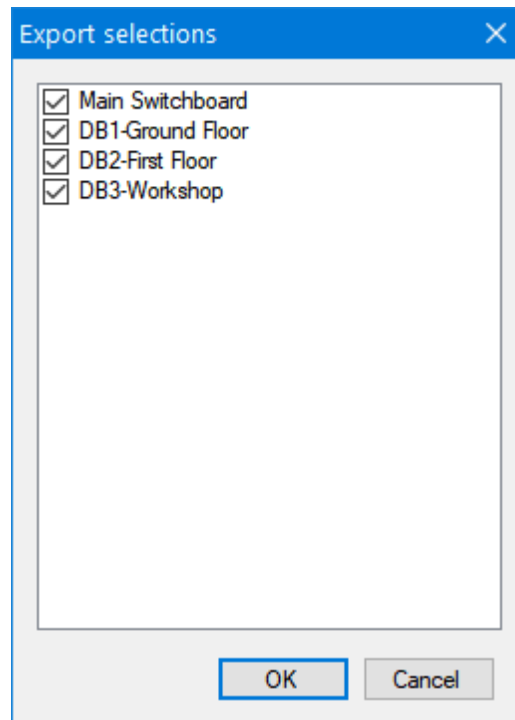 Export selections
Main Switchboard
DB1-Ground Floor
DB2-First Floor
DB3-Workshop
OK
Cancel